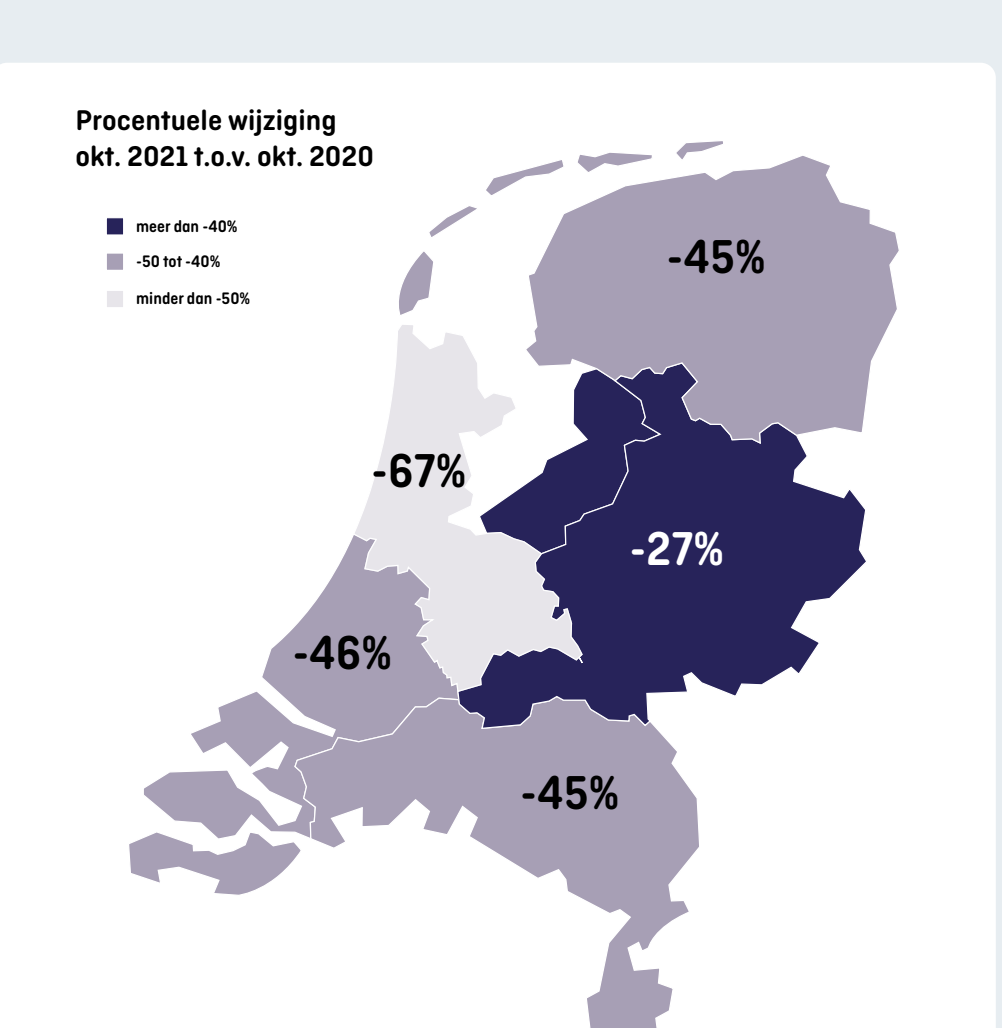 Procentuele wijziging
okt. 2021 t.o.v. okt. 2020
meer dan -40%
-50 tot -40%
minder dan -50%
-45%
-67%
-27%
-46%
-45%